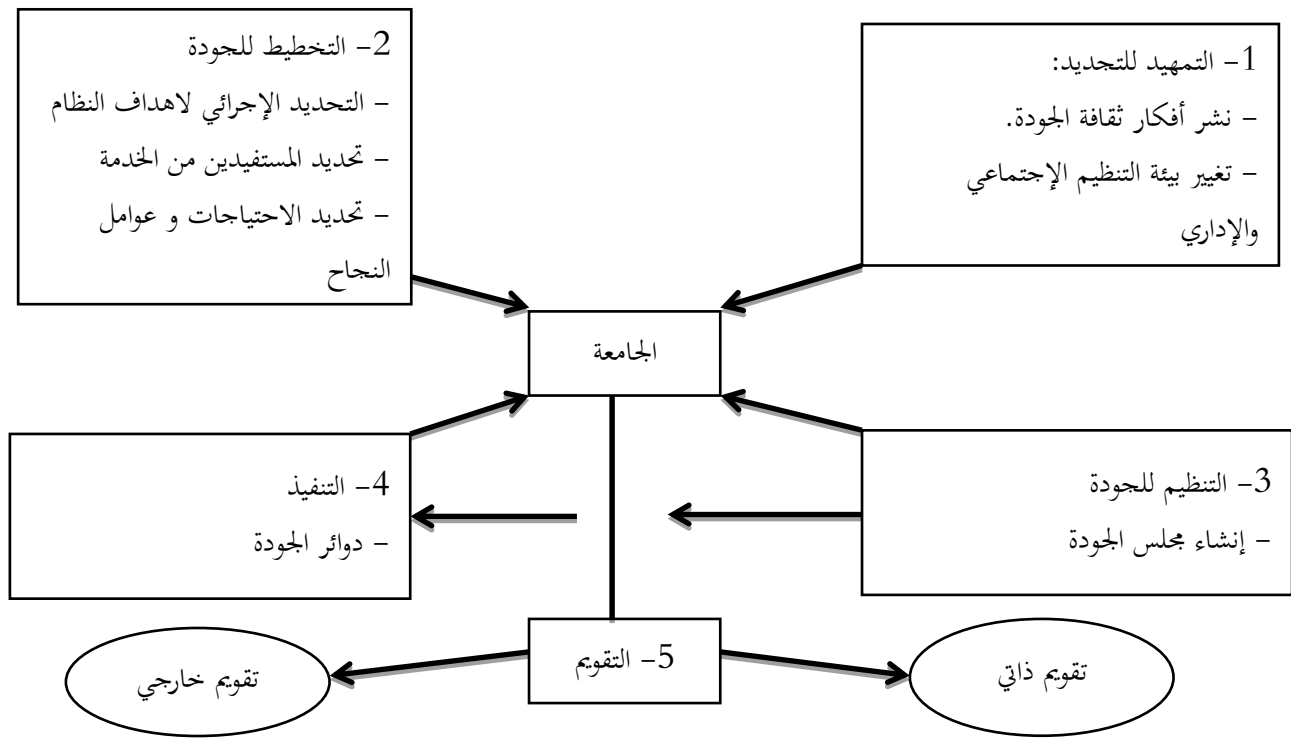 1- التمهيد للتجديد:
- نشر أفكار ثقافة الجودة.
- تغيير بيئة التنظيم الإجتماعي
والإداري
2- التخطيط للجودة
- التحديد الإجرائي لاهداف النظام
- تحديد المستفيدين من الخدمة
- تحديد الاحتياجات و عوامل
النجاح
الجامعة
3- التنظيم للجودة
- إنشاء مجلس الجودة
4- التنفيذ
- دوائر الجودة
5- التقويم
تقويم ذاتي
تقويم خارجي